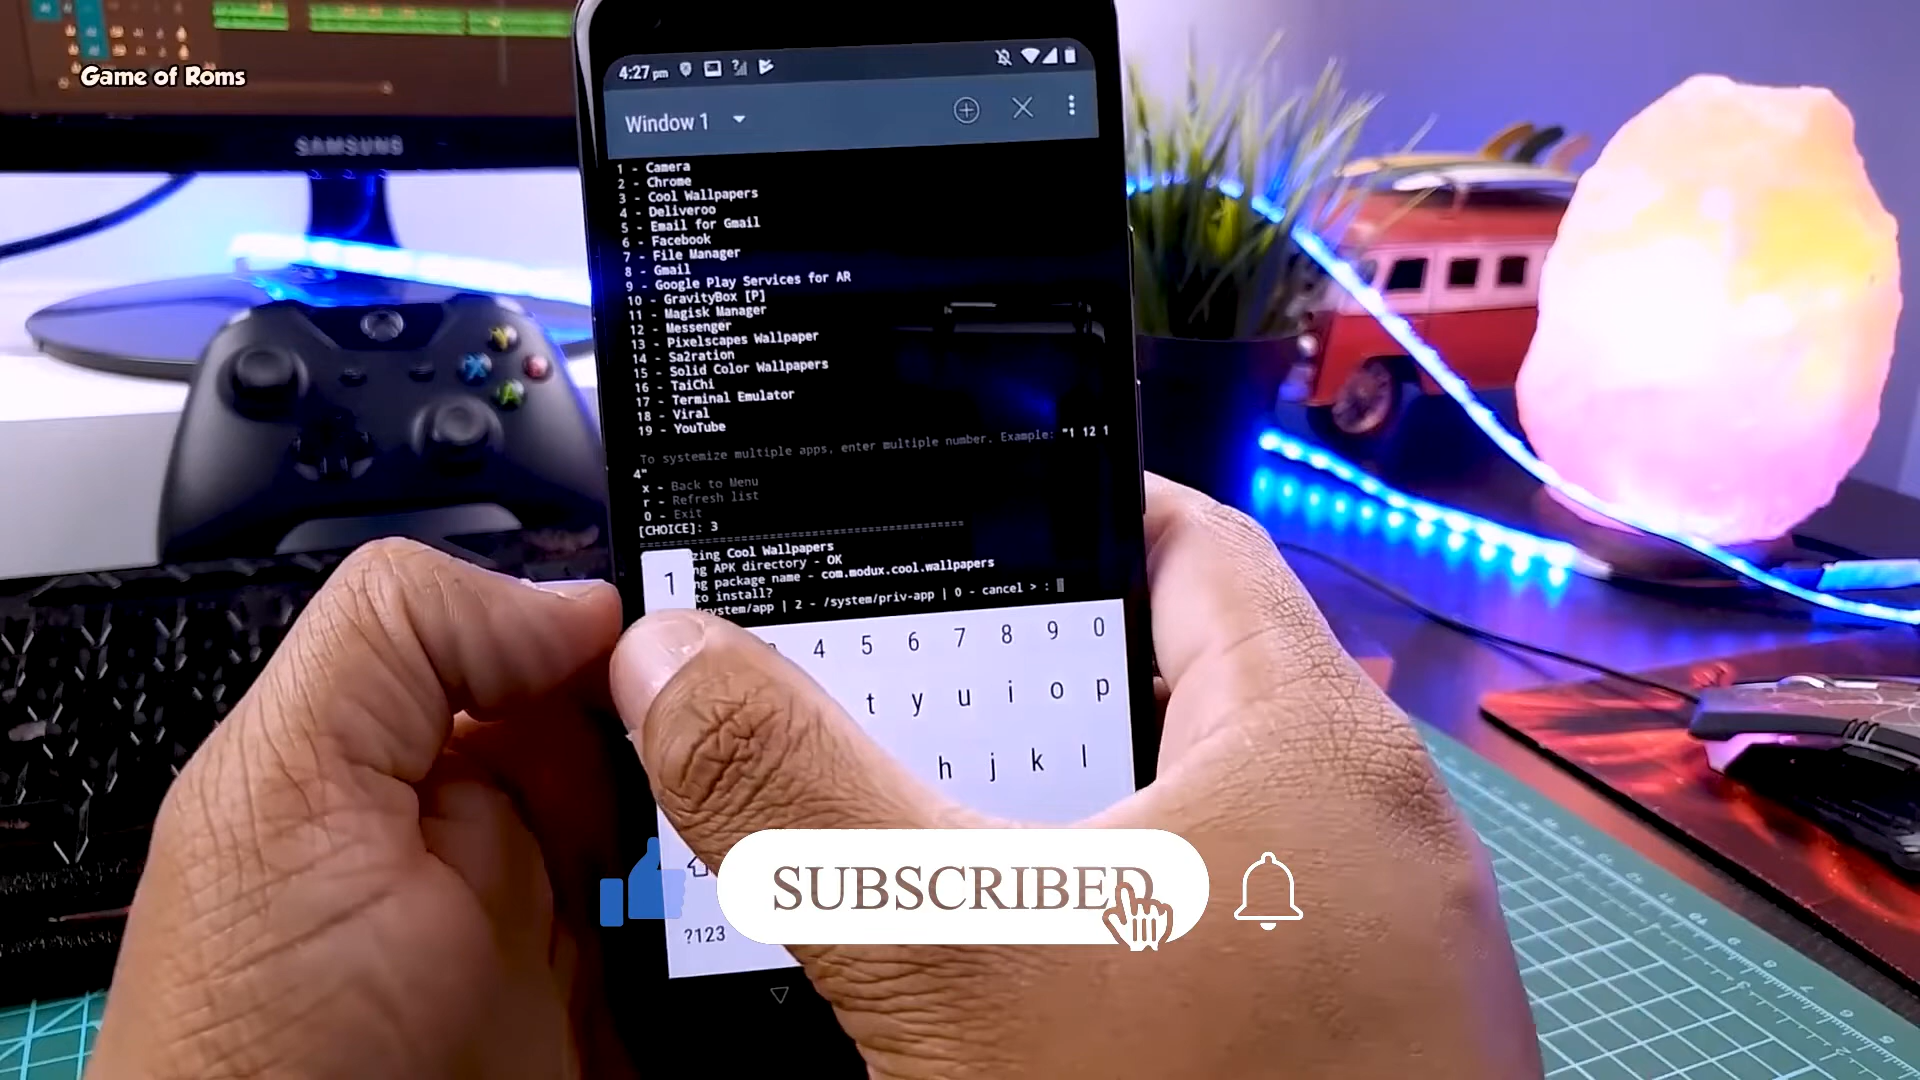 Game of Roms
SAMSUNG
4:27 pm
Window 1
1 - Camera
2 - Chrome
3 - Cool Wallpapers
4 - Deliveroo
5 - Email for Gmail
6 - Facebook
7 - File Manager
8 - Gmail
9 - Google Play Services for AR
10 - GravityBox [P]
11 - Magisk Manager
12 - Messenger
13 - Pixelscapes Wallpaper
14 - Sa2ration
15 - Solid Color Wallpapers
16 - TaiChi
17 - Terminal Emulator
18 - Viral
19 - YouTube
To systemize multiple apps, enter multiple number. Example: "1 12 1
4"
x - Back to Menu
r - Refresh list
0 - Exit
[CHOICE]: 3
zing Cool Wallpapers
ng APK directory - OK
ng package name - com.modux.cool.wallpapers
to install?
/system/app | 2 - /system/priv-app | 0 - cancel > :
1
4 5 6 7 8 9 0
t y u i o p
h j k l
?123
SUBSCRIBED
Y
X
B
A